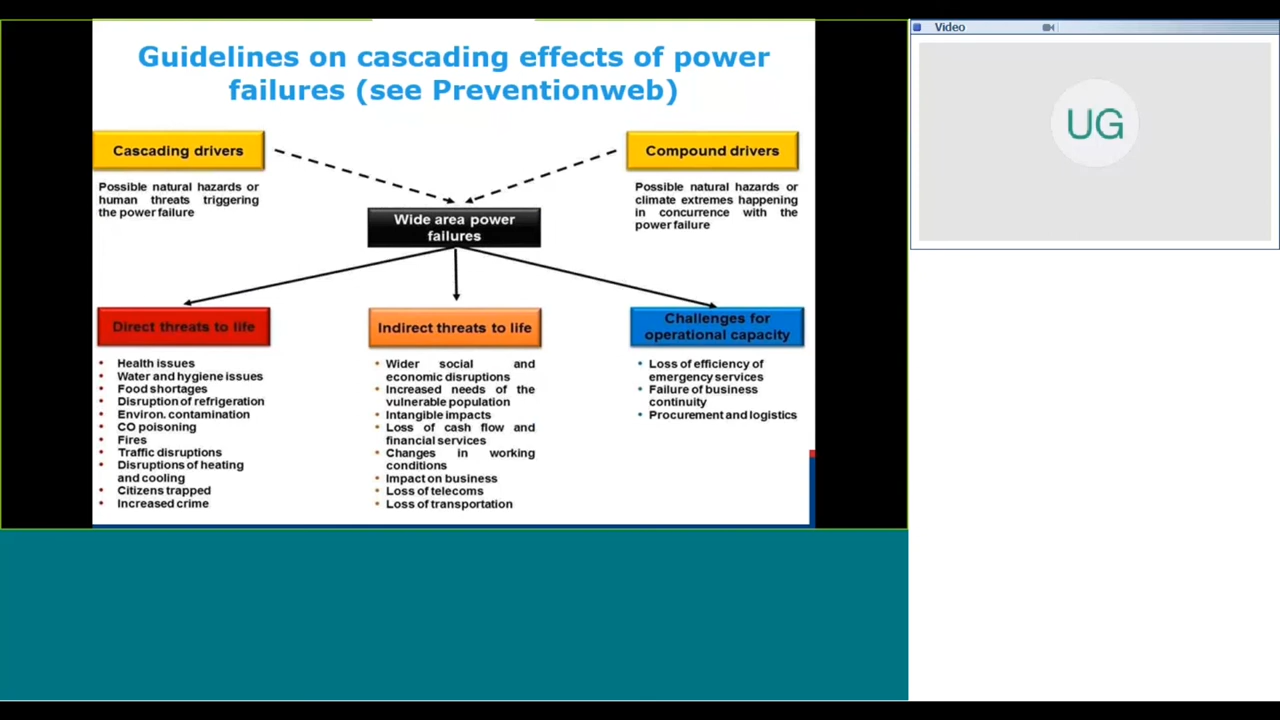 Guidelines on cascading effects of power
failures (see Preventionweb)
Cascading drivers
Possible natural hazards or
human threats triggering
the power failure
Compound drivers
Possible natural hazards or
climate extremes happening
in concurrence with the
power failure
Wide area power
failures
Direct threats to life
• Health issues
• Water and hygiene issues
• Food shortages
• Disruption of refrigeration
• Environ. contamination
• CO poisoning
• Fires
• Traffic disruptions
• Disruptions of heating
and cooling
• Citizens trapped
• Increased crime
Indirect threats to life
• Wider social and
economic disruptions
• Increased needs of the
vulnerable population
• Intangible impacts
• Loss of cash flow and
financial services
• Changes in working
conditions
• Impact on business
• Loss of telecoms
• Loss of transportation
Challenges for
operational capacity
• Loss of efficiency of
emergency services
• Failure of business
continuity
• Procurement and logistics
Video
UG